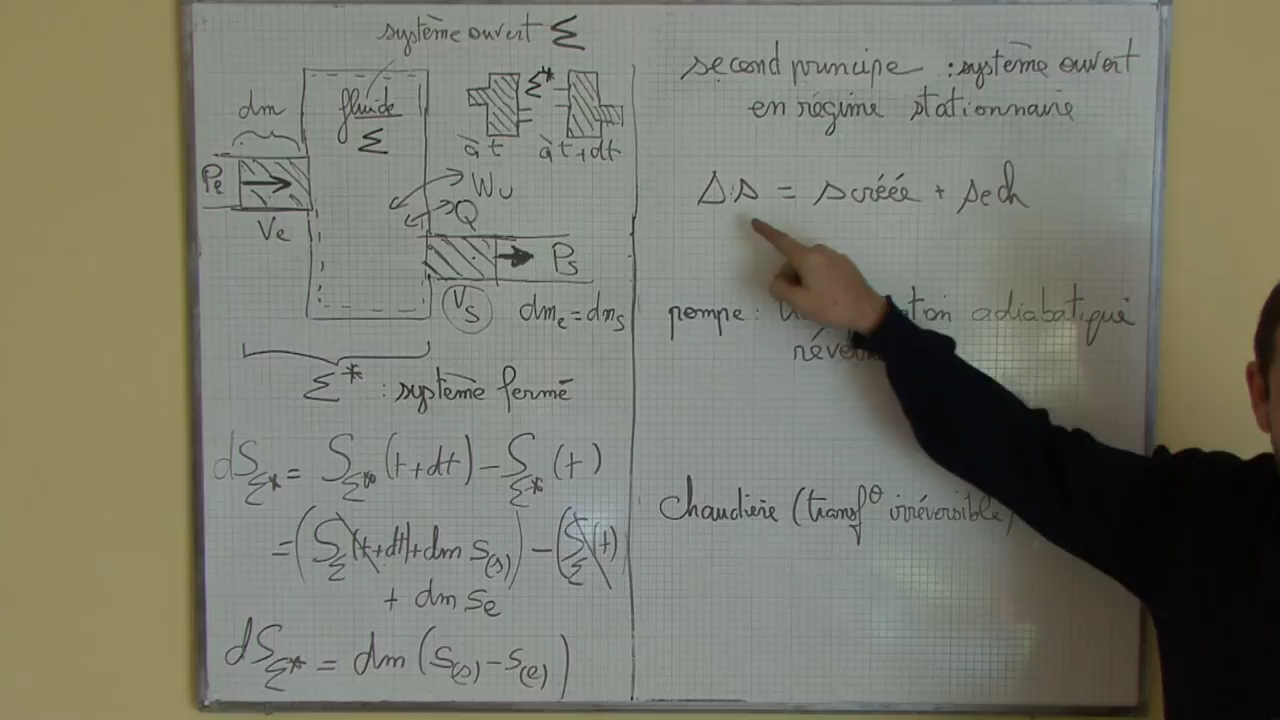 système ouvert Σ
dm
fluide
Σ
Σ*
à t
à t+dt
Pe
Ve
Wu
Q
Ps
Vs
dme = dms
Σ* : système fermé
dSΣ* = SΣ* (t+dt) - SΣ* (t)
= (SΣ(t+dt) + dm S(s)) - (SΣ(t)
+ dm Se
dSΣ* = dm (S(s) - S(e))
second principe : système ouvert
en régime stationnaire
Δs = s créée + s ech
pompe : adiabatique
chaudière (transfθ irréversible)